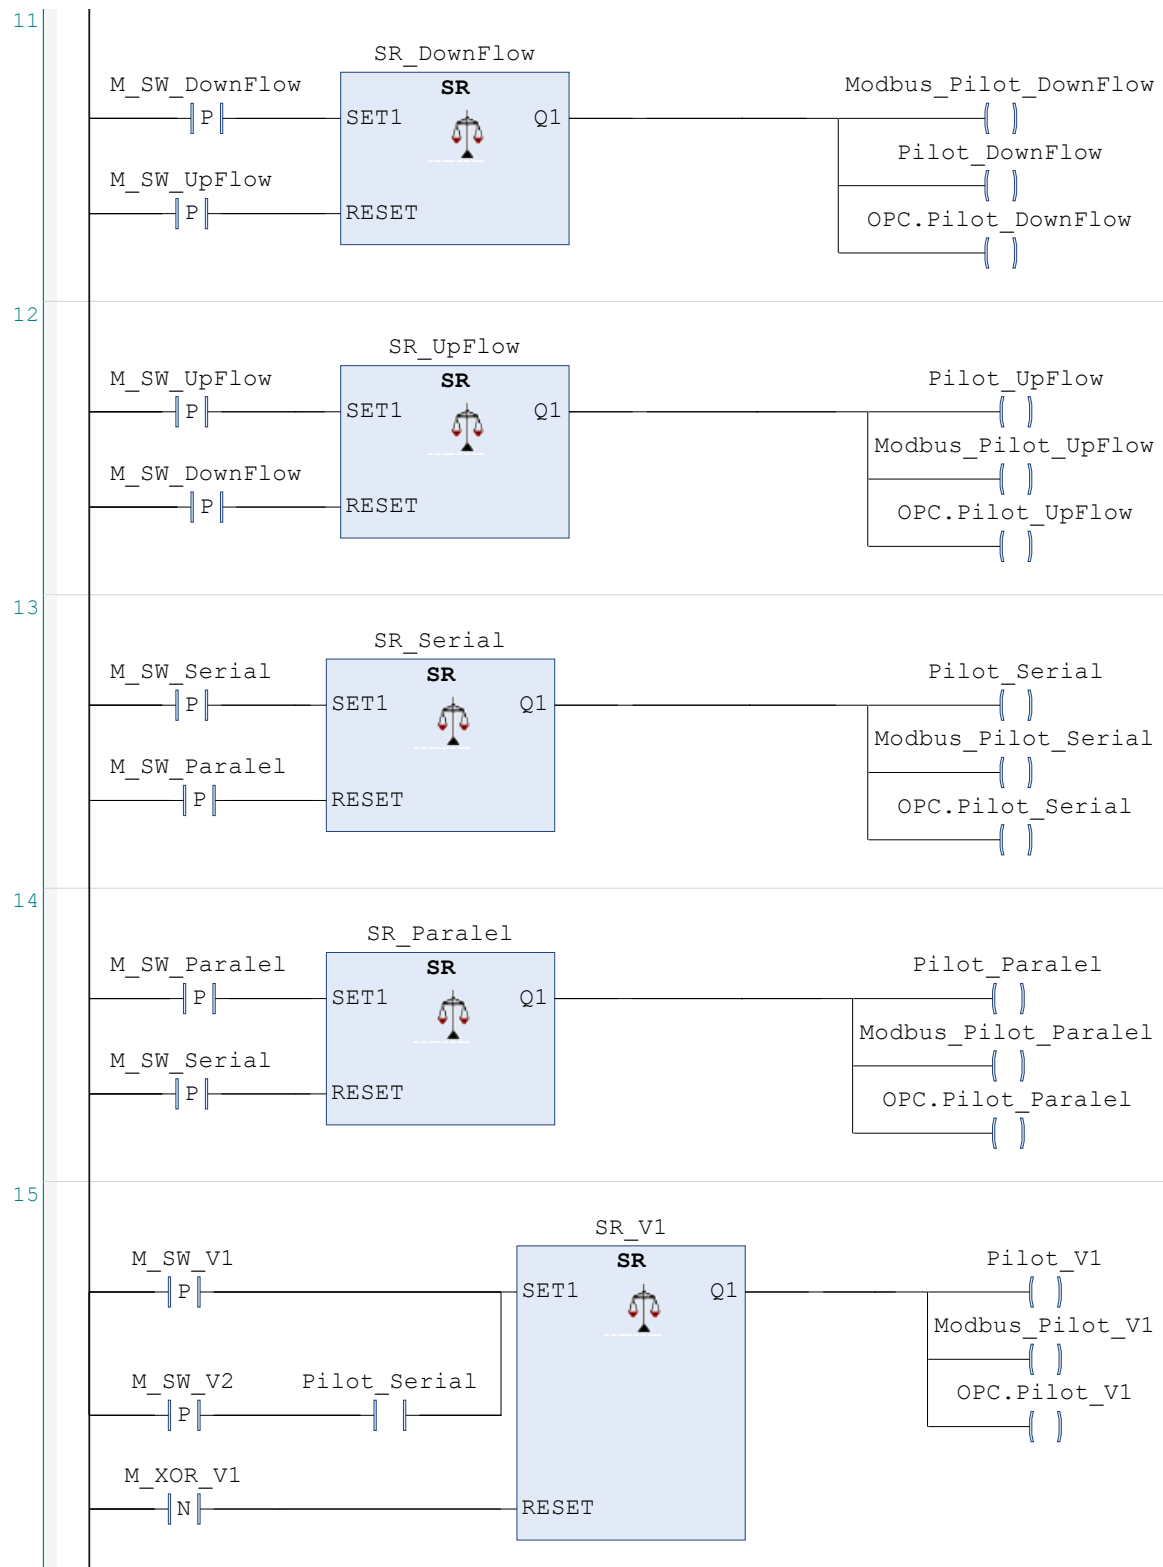 11
SR_DownFlow
M_SW_DownFlow
SR
Modbus_Pilot_DownFlow
P
SET1
Q1
Pilot_DownFlow
M_SW_UpFlow
P
RESET
OPC.Pilot_DownFlow
12
SR_UpFlow
M_SW_UpFlow
SR
Pilot_UpFlow
P
SET1
Q1
Modbus_Pilot_UpFlow
M_SW_DownFlow
P
RESET
OPC.Pilot_UpFlow
13
SR_Serial
M_SW_Serial
SR
Pilot_Serial
P
SET1
Q1
Modbus_Pilot_Serial
M_SW_Paralel
P
RESET
OPC.Pilot_Serial
14
SR_Paralel
M_SW_Paralel
SR
Pilot_Paralel
P
SET1
Q1
Modbus_Pilot_Paralel
M_SW_Serial
P
RESET
OPC.Pilot_Paralel
15
SR_V1
M_SW_V1
SR
Pilot_V1
P
SET1
Q1
Modbus_Pilot_V1
M_SW_V2
Pilot_Serial
OPC.Pilot_V1
P
M_XOR_V1
N
RESET